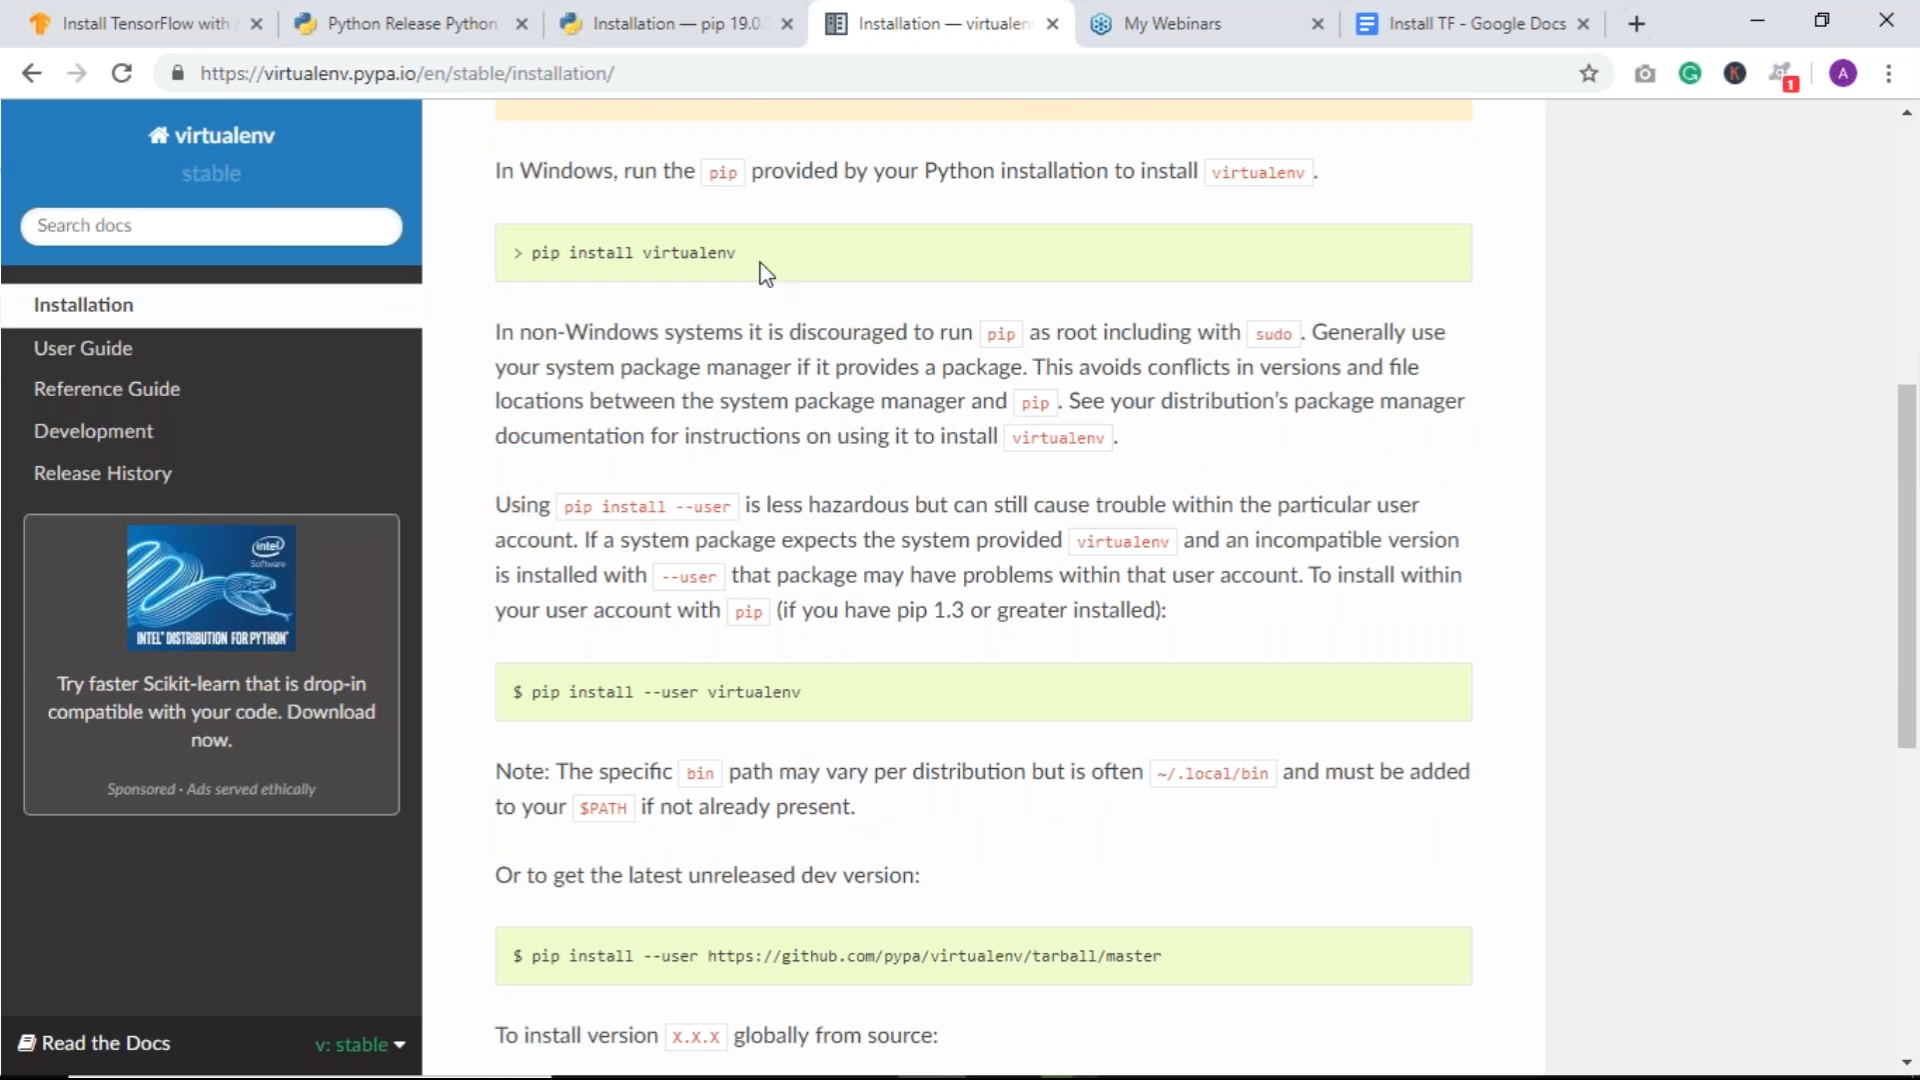 Install TensorFlow with
Python Release Python
Installation — pip 19.0.
Installation — virtualen
My Webinars
Install TF - Google Docs
https://virtualenv.pypa.io/en/stable/installation/
G
K
1
A
virtualenv
stable
Search docs
Installation
User Guide
Reference Guide
Development
Release History
intel
Software
INTEL® DISTRIBUTION FOR PYTHON*
Try faster Scikit-learn that is drop-in
compatible with your code. Download
now.
Sponsored · Ads served ethically
Read the Docs
v: stable
In Windows, run the pip provided by your Python installation to install virtualenv.
> pip install virtualenv
In non-Windows systems it is discouraged to run pip as root including with sudo. Generally use
your system package manager if it provides a package. This avoids conflicts in versions and file
locations between the system package manager and pip. See your distribution's package manager
documentation for instructions on using it to install virtualenv.
Using pip install --user is less hazardous but can still cause trouble within the particular user
account. If a system package expects the system provided virtualenv and an incompatible version
is installed with --user that package may have problems within that user account. To install within
your user account with pip (if you have pip 1.3 or greater installed):
$ pip install --user virtualenv
Note: The specific bin path may vary per distribution but is often ~/.local/bin and must be added
to your $PATH if not already present.
Or to get the latest unreleased dev version:
$ pip install --user https://github.com/pypa/virtualenv/tarball/master
To install version X.X.X globally from source: